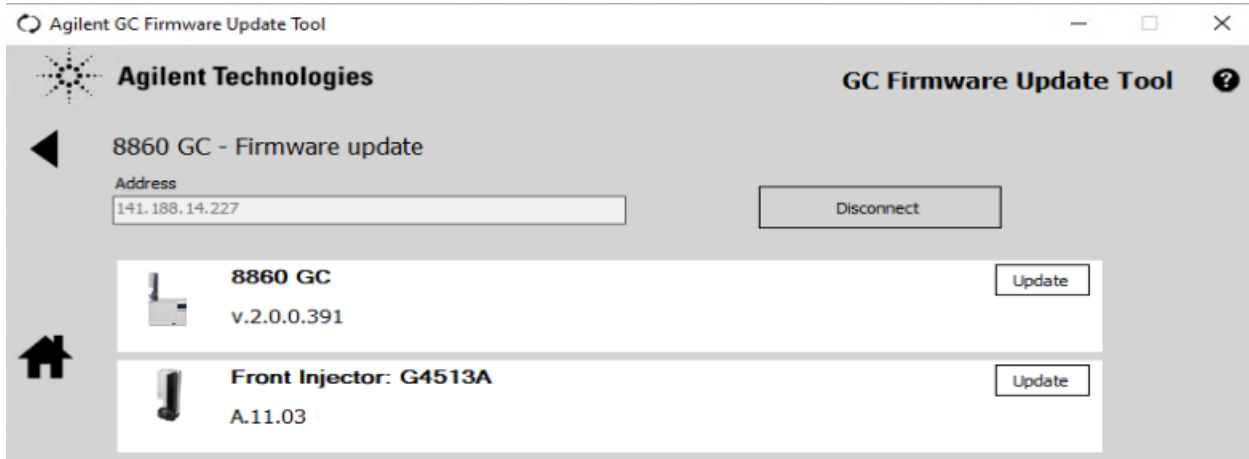 Agilent GC Firmware Update Tool
Agilent Technologies
GC Firmware Update Tool
8860 GC - Firmware update
Address
141.188.14.227
Disconnect
8860 GC
Update
v.2.0.0.391
Front Injector: G4513A
Update
A.11.03